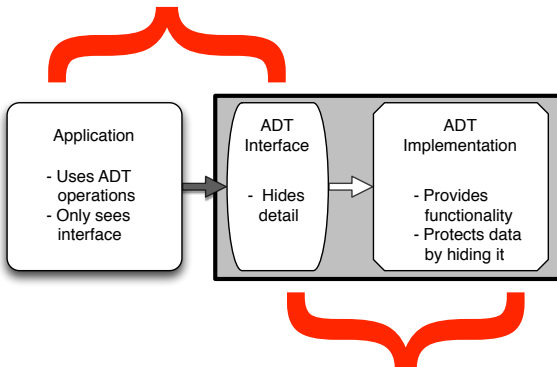 Application
- Uses ADT
operations
- Only sees
interface
ADT
Interface
- Hides
detail
ADT
Implementation
- Provides
functionality
- Protects data
by hiding it